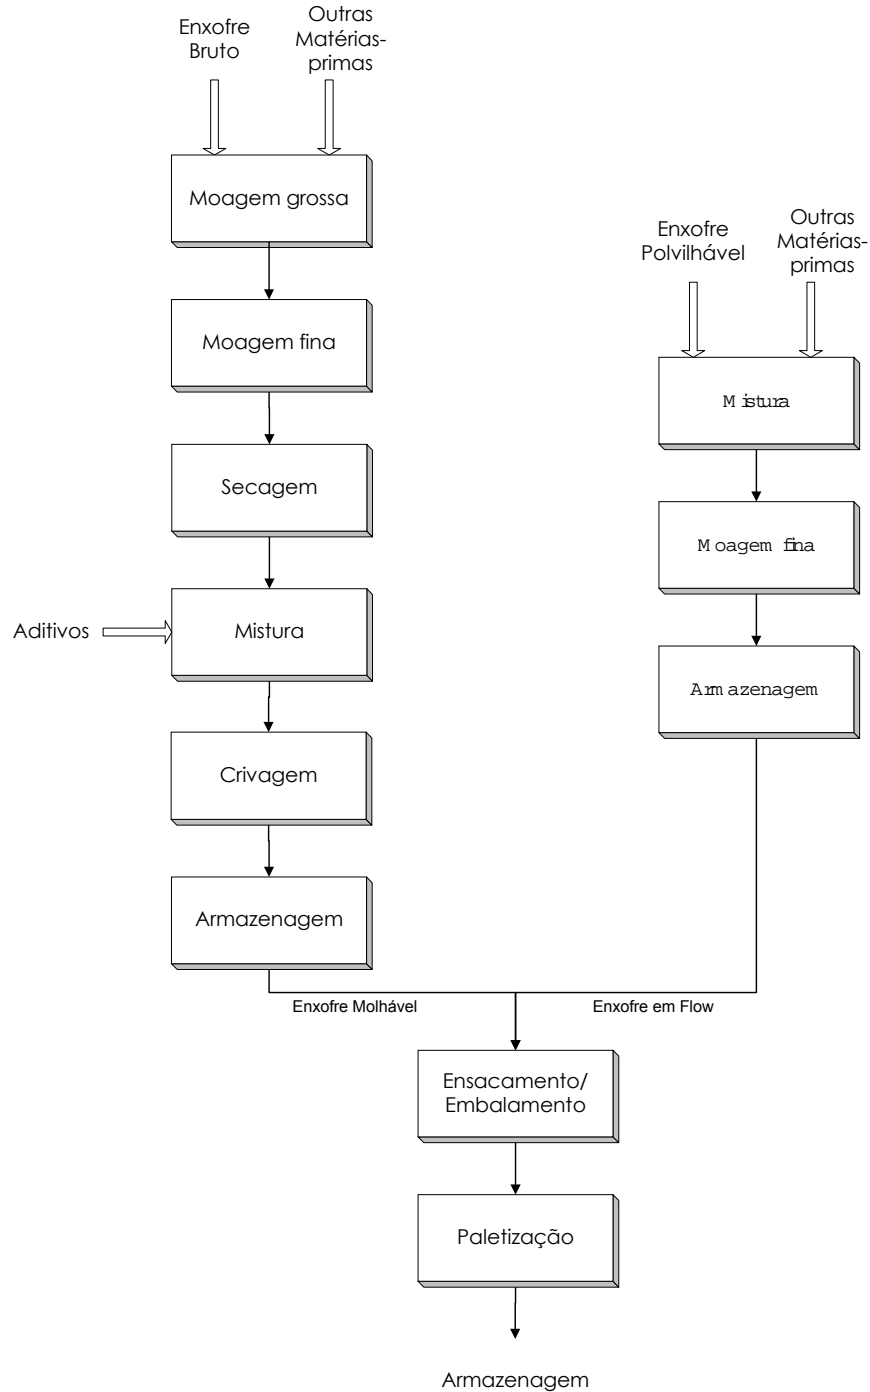 Enxofre
Bruto
Outras
Matérias-
primas
Moagem grossa
Moagem fina
Secagem
Aditivos
Mistura
Crivagem
Armazenagem
Enxofre
Polvilhável
Outras
Matérias-
primas
Mistura
Moagem fina
Armazenagem
Enxofre Molhável
Enxofre em Flow
Ensacamento/
Embalamento
Paletização
Armazenagem